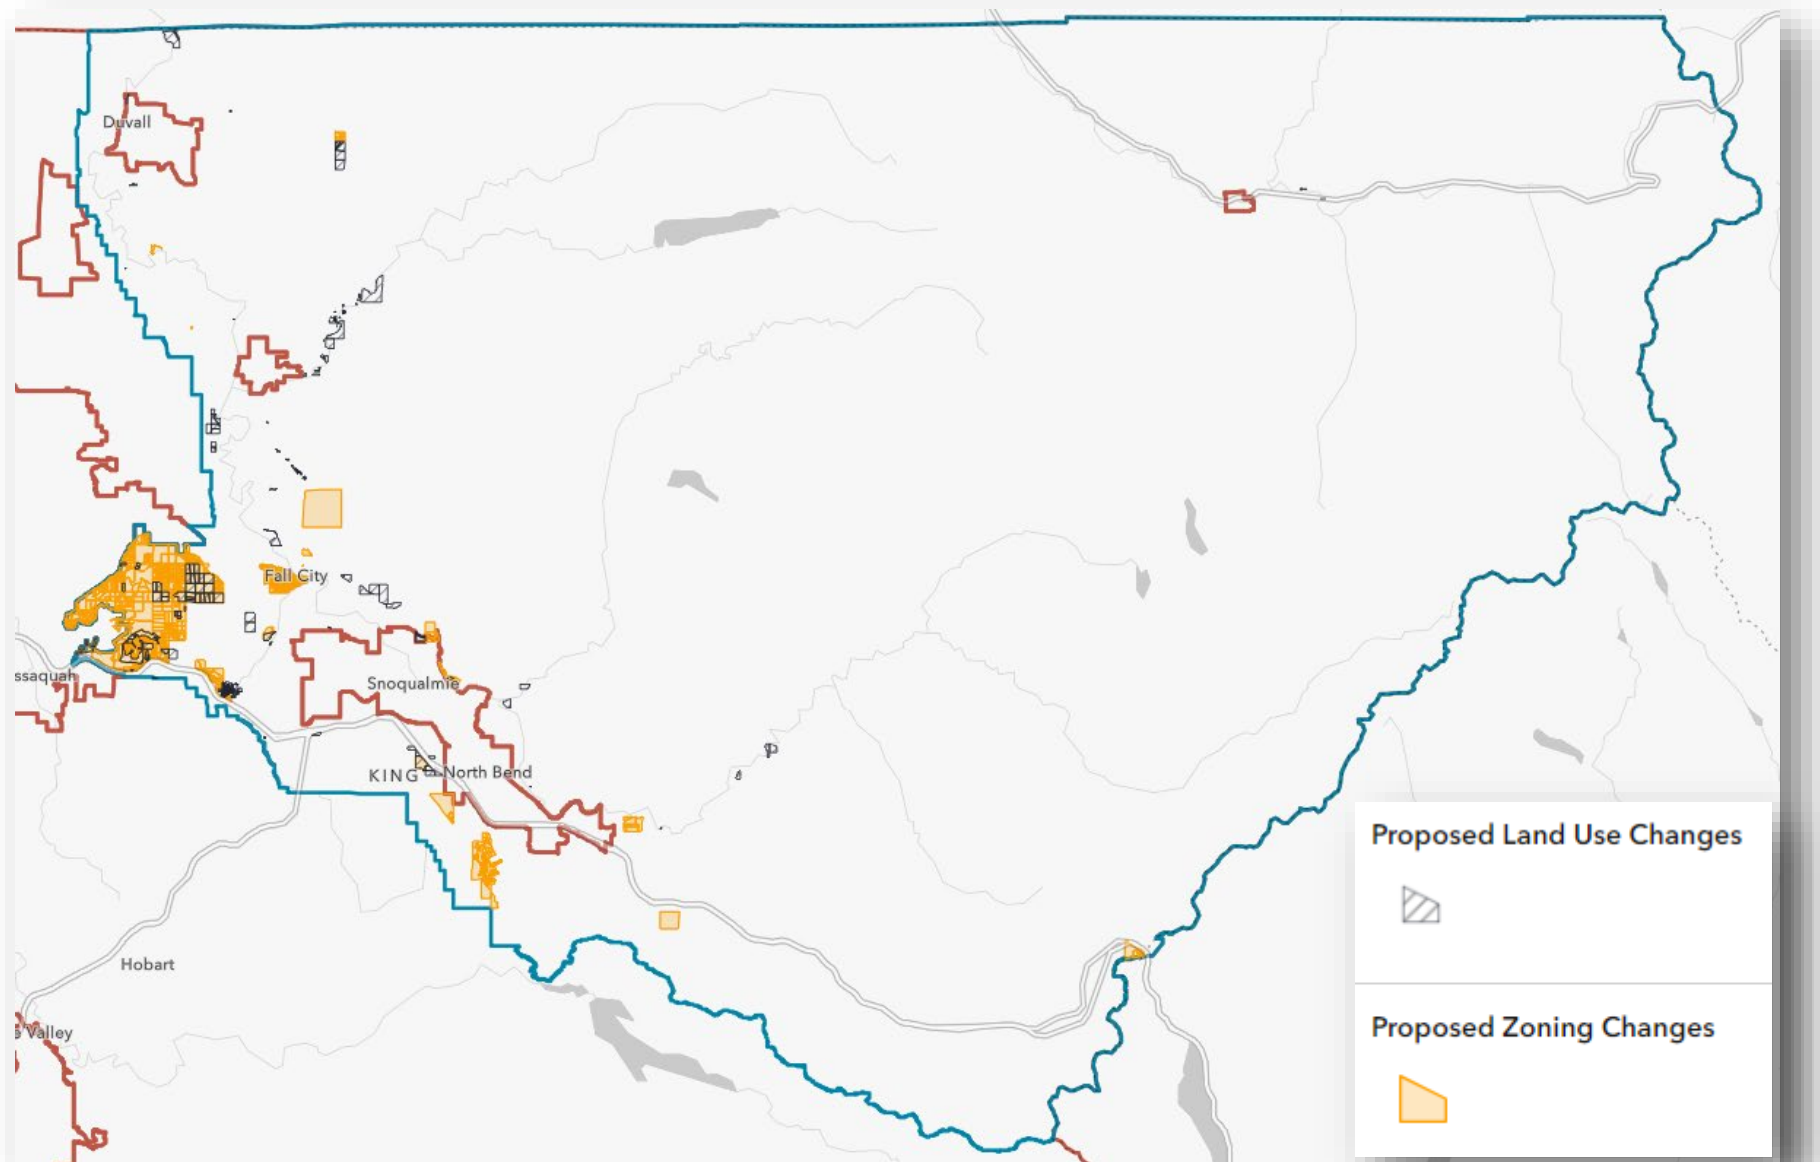 Duvall
Fall City
ssaquah
Snoqualmie
KING
North Bend
Hobart
e Valley
Proposed Land Use Changes
Proposed Zoning Changes